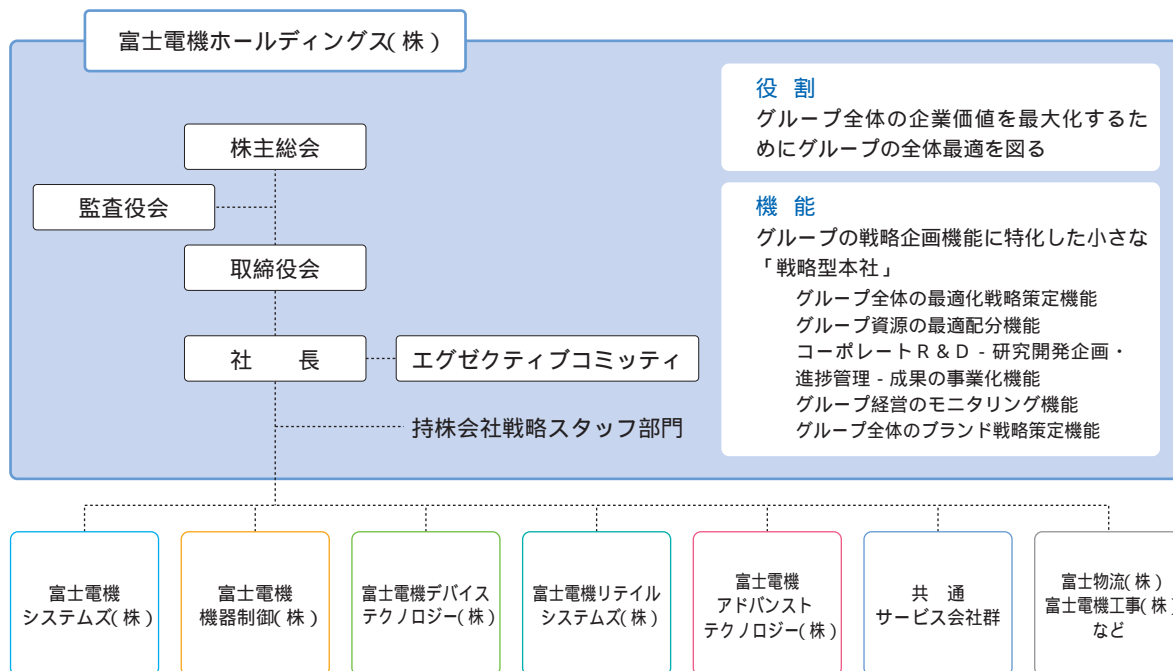 富士電機ホールディングス(株)
株主総会
監査役会
取締役会
社　長
エグゼクティブコミッティ
持株会社戦略スタッフ部門
役 割
グループ全体の企業価値を最大化するた
めにグループの全体最適を図る
機 能
グループの戦略企画機能に特化した小さな
「戦略型本社」
グループ全体の最適化戦略策定機能
グループ資源の最適配分機能
コーポレートR & D - 研究開発企画・
進捗管理 - 成果の事業化機能
グループ経営のモニタリング機能
グループ全体のブランド戦略策定機能
富士電機
システムズ(株)
富士電機
機器制御(株)
富士電機デバイス
テクノロジー(株)
富士電機リテイル
システムズ(株)
富士電機
アドバンスト
テクノロジー(株)
共　通
サービス会社群
富士物流(株)
富士電機工事(株)
など